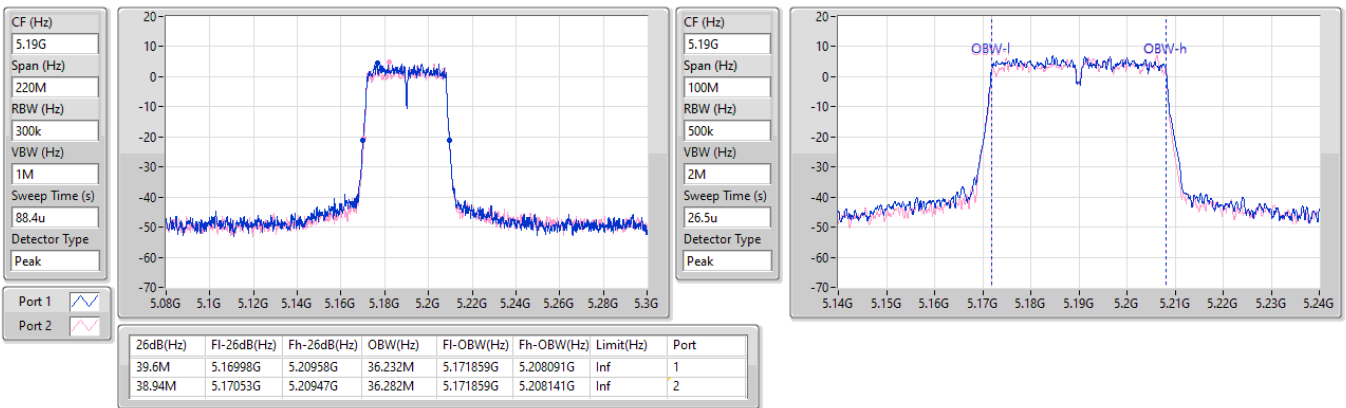 CF (Hz)
5.19G
Span (Hz)
220M
RBW (Hz)
300k
VBW (Hz)
1M
Sweep Time (s)
88.4u
Detector Type
Peak
Port 1
Port 2
20
10
0
-10
-20
-30
-40
-50
-60
-70
5.08G 5.1G 5.12G 5.14G 5.16G 5.18G 5.2G 5.22G 5.24G 5.26G 5.28G 5.3G
CF (Hz)
5.19G
Span (Hz)
100M
RBW (Hz)
500k
VBW (Hz)
2M
Sweep Time (s)
26.5u
Detector Type
Peak
20
10
0
-10
-20
-30
-40
-50
-60
-70
OBW-l OBW-h
5.14G 5.15G 5.16G 5.17G 5.18G 5.19G 5.2G 5.21G 5.22G 5.23G 5.24G
26dB(Hz) Fl-26dB(Hz) Fh-26dB(Hz) OBW(Hz) Fl-OBW(Hz) Fh-OBW(Hz) Limit(Hz) Port
39.6M 5.16998G 5.20958G 36.232M 5.171859G 5.208091G Inf 1
38.94M 5.17053G 5.20947G 36.282M 5.171859G 5.208141G Inf 2